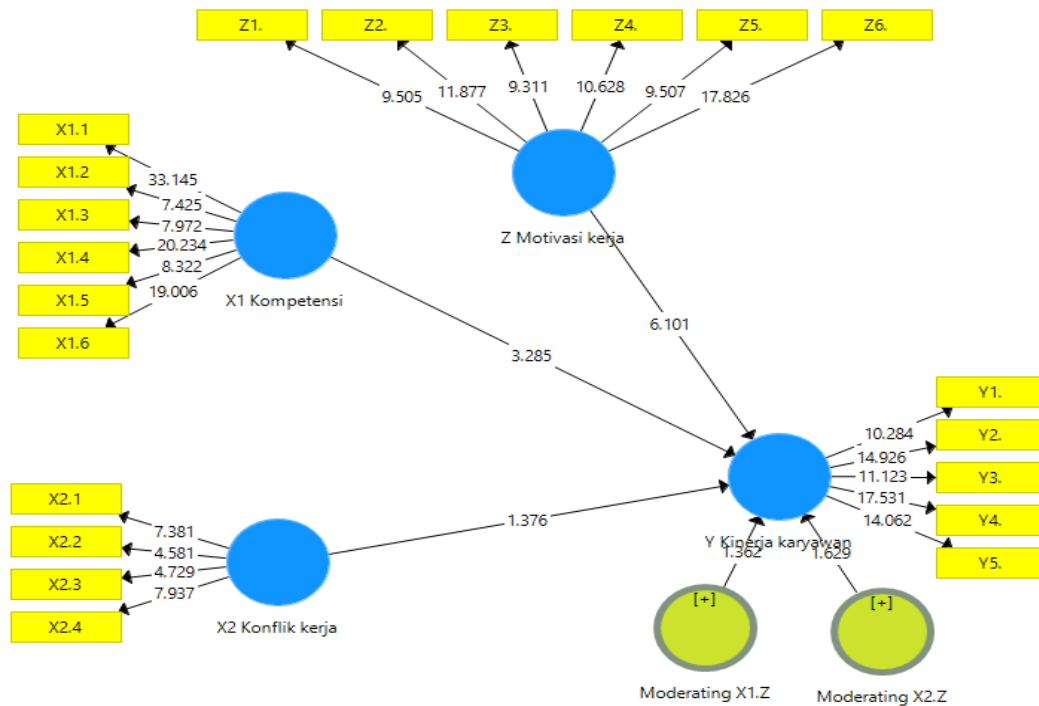 Z1.
Z2.
Z3.
Z4.
Z5.
Z6.
9.505
11.877
9.311
10.628
9.507
17.826
Z Motivasi kerja
X1.1
X1.2
X1.3
X1.4
X1.5
X1.6
33.145
7.425
7.972
20.234
8.322
19.006
X1 Kompetensi
6.101
3.285
X2.1
X2.2
X2.3
X2.4
7.381
4.581
4.729
7.937
X2 Konflik kerja
1.376
Y1.
Y2.
Y3.
Y4.
Y5.
10.284
14.926
11.123
17.531
14.062
Y Kinerja karyawan
1.362
1.629
[+]
[+]
Moderating X1.Z
Moderating X2.Z